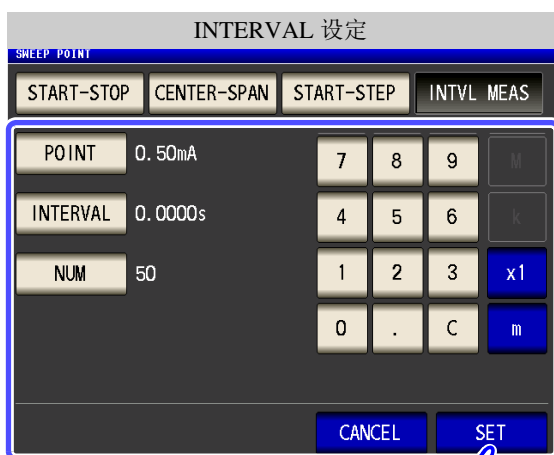 INTERVAL 设定
SWEEP POINT
START-STOP CENTER-SPAN START-STEP INTVL MEAS
POINT 0.50mA 7 8 9 M
INTERVAL 0.0000s 4 5 6 k
NUM 50 1 2 3 x1
0 . C m
CANCEL SET